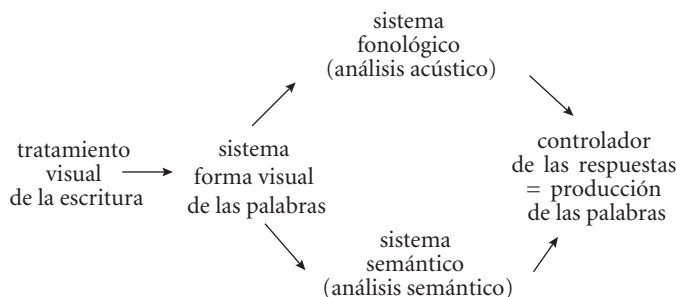 sistema
fonológico
(análisis acústico)
tratamiento
visual
de la escritura
sistema
forma visual
de las palabras
controlador
de las respuestas
= producción
de las palabras
sistema
semántico
(análisis semántico)